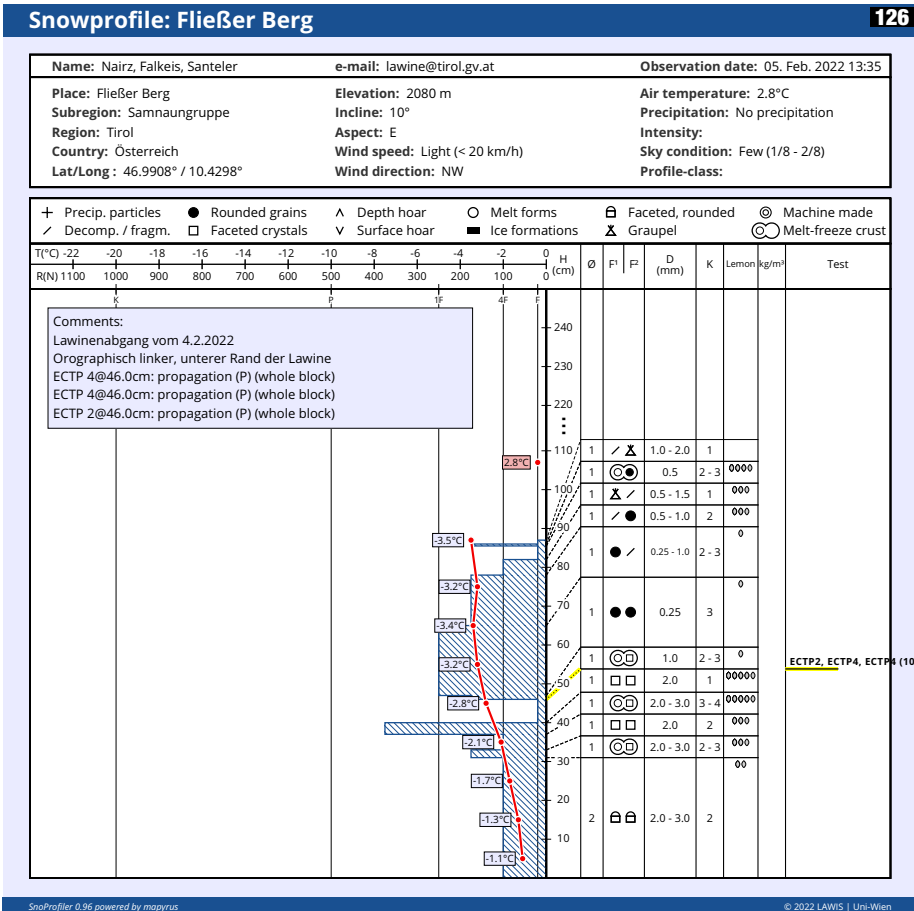 Snowprofile: Fließer Berg
126
Name: Nairz, Falkeis, Santeler e-mail: lawine@tirol.gv.at Observation date: 05. Feb. 2022 13:35
Place: Fließer Berg Elevation: 2080 m Air temperature: 2.8°C
Subregion: Samnaungruppe Incline: 10° Precipitation: No precipitation
Region: Tirol Aspect: E Intensity:
Country: Österreich Wind speed: Light (< 20 km/h) Sky condition: Few (1/8 - 2/8)
Lat/Long : 46.9908° / 10.4298° Wind direction: NW Profile-class:
Precip. particles Rounded grains Depth hoar Melt forms Faceted, rounded Machine made
Decomp. / fragm. Faceted crystals Surface hoar Ice formations Graupel Melt-freeze crust
T(°C) -22 -20 -18 -16 -14 -12 -10 -8 -6 -4 -2 0 H (cm) Ø F¹ F² D (mm) K Lemon kg/m³ Test
R(N) 1100 1000 900 800 700 600 500 400 300 200 100 0
K P 1F 4F F
Comments:
Lawinenabgang vom 4.2.2022
Orographisch linker, unterer Rand der Lawine
ECTP 4@46.0cm: propagation (P) (whole block)
ECTP 4@46.0cm: propagation (P) (whole block)
ECTP 2@46.0cm: propagation (P) (whole block)
240
230
220
110
100
90
80
70
60
50
40
30
20
10
2.8°C
-3.5°C
-3.2°C
-3.4°C
-3.2°C
-2.8°C
-2.1°C
-1.7°C
-1.3°C
-1.1°C
1 1.0 - 2.0 1
1 0.5 2 - 3
1 0.5 - 1.5 1
1 0.5 - 1.0 2
1 0.25 - 1.0 2 - 3
1 0.25 3
1 1.0 2 - 3
1 2.0 1
1 2.0 - 3.0 3 - 4
1 2.0 2
1 2.0 - 3.0 2 - 3
2 2.0 - 3.0 2
ECTP2, ECTP4, ECTP4 (10
SnoProfiler 0.96 powered by mapyrus
© 2022 LAWIS | Uni-Wien